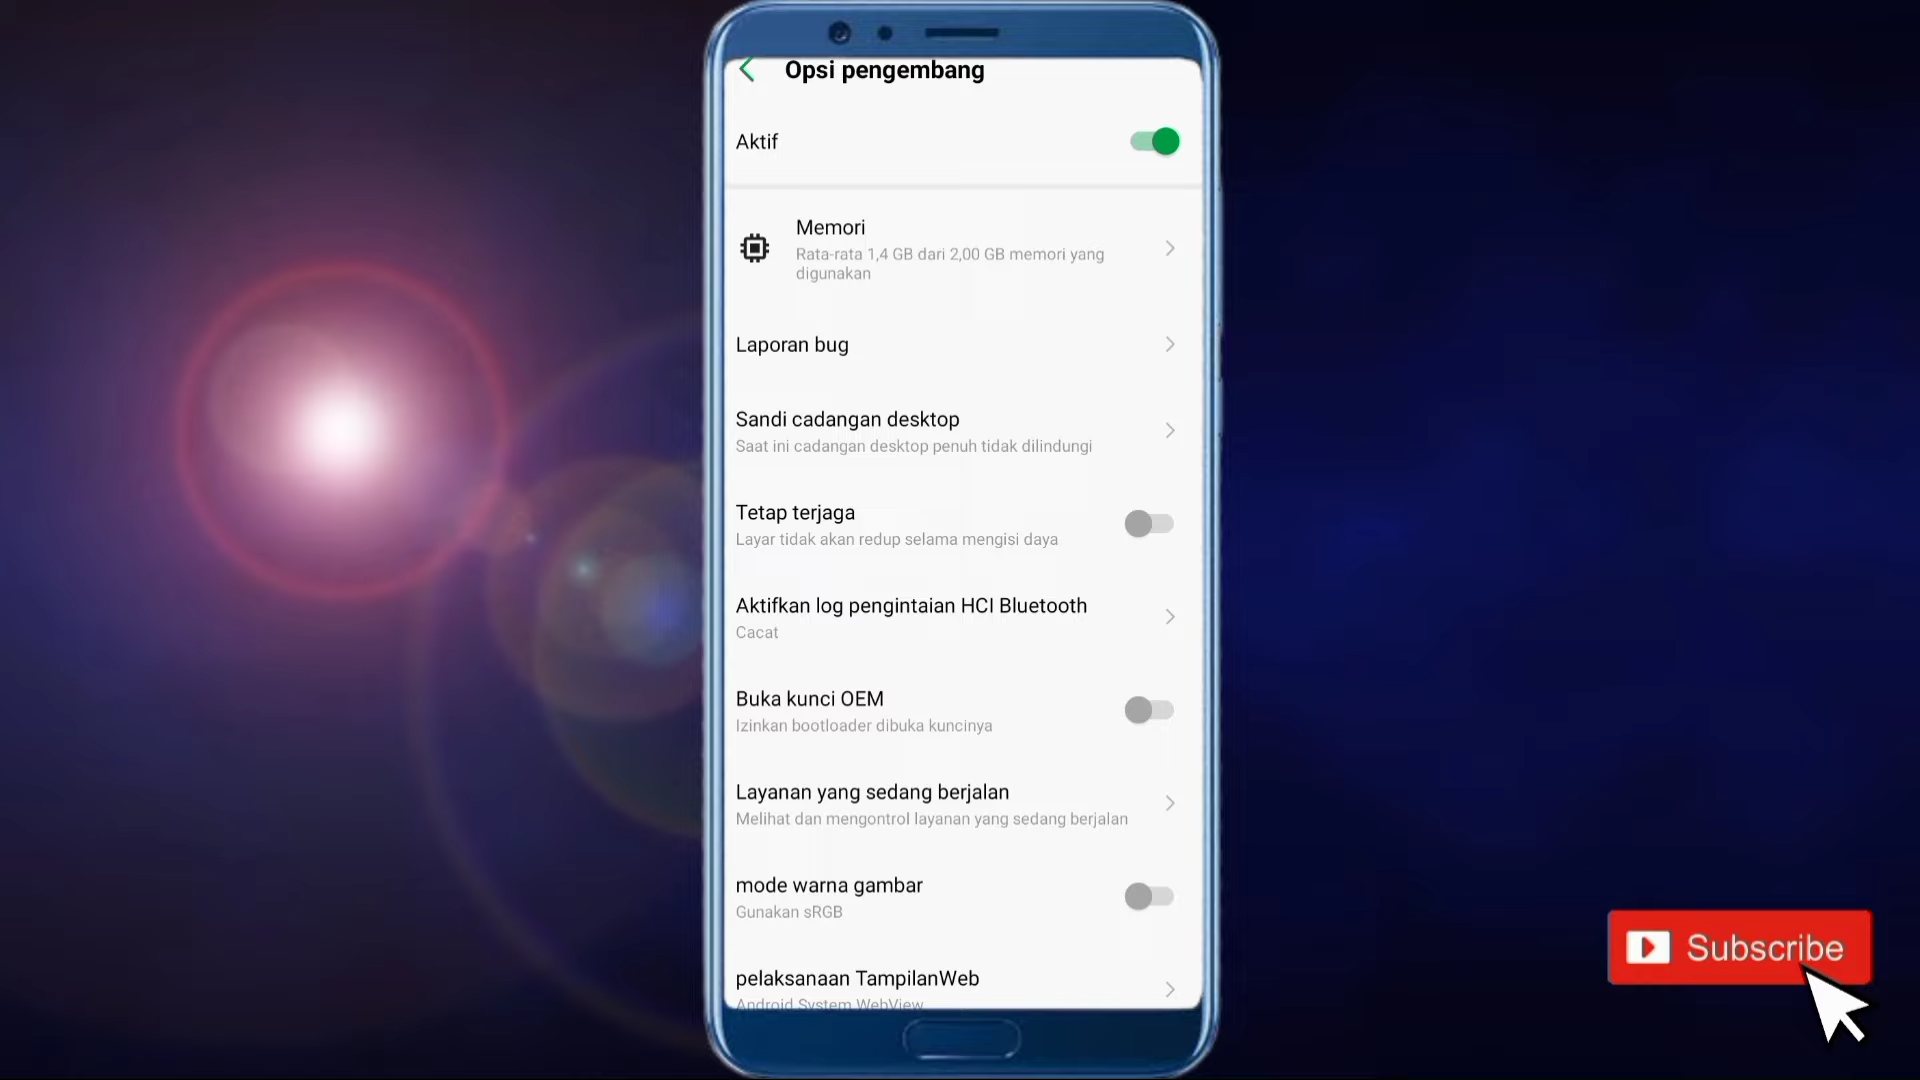 Opsi pengembang
Aktif
Memori
Rata-rata 1,4 GB dari 2,00 GB memori yang
digunakan
Laporan bug
Sandi cadangan desktop
Saat ini cadangan desktop penuh tidak dilindungi
Tetap terjaga
Layar tidak akan redup selama mengisi daya
Aktifkan log pengintaian HCI Bluetooth
Cacat
Buka kunci OEM
Izinkan bootloader dibuka kuncinya
Layanan yang sedang berjalan
Melihat dan mengontrol layanan yang sedang berjalan
mode warna gambar
Gunakan sRGB
pelaksanaan TampilanWeb
Android System WebView
Subscribe